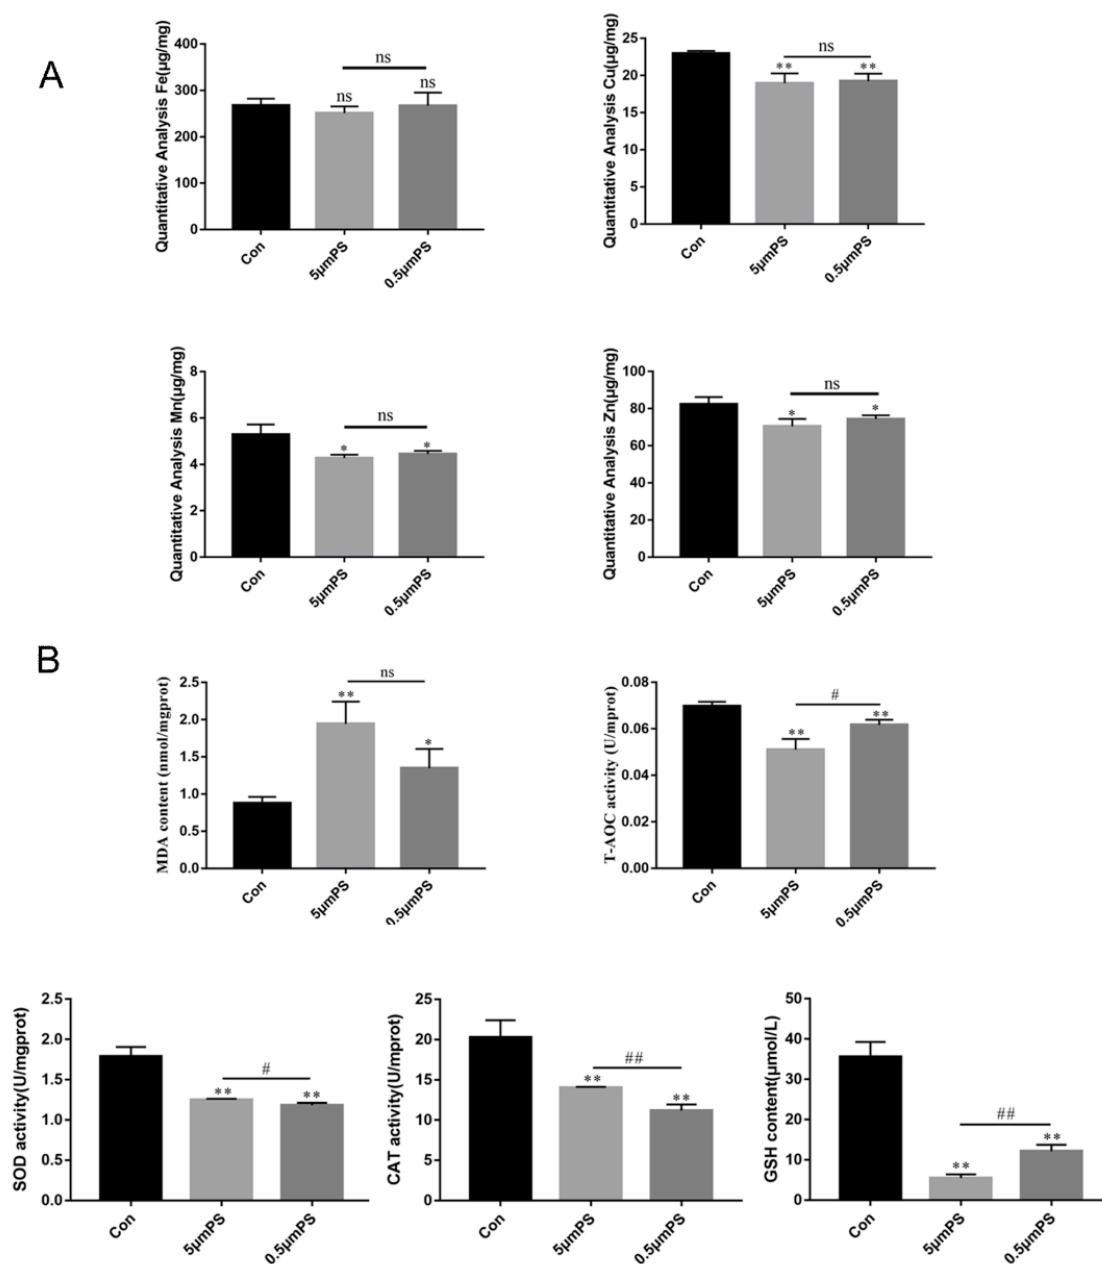 A
Quantitative Analysis Fe(µg/mg)
400
300
200
100
0
ns
ns
ns
Con
5µmPS
0.5µmPS
Quantitative Analysis Cu(µg/mg)
25
20
15
10
5
0
ns
**
**
Con
5µmPS
0.5µmPS
Quantitative Analysis Mn(µg/mg)
8
6
4
2
0
ns
*
*
Con
5µmPS
0.5µmPS
Quantitative Analysis Zn(µg/mg)
100
80
60
40
20
0
ns
*
*
Con
5µmPS
0.5µmPS
B
MDA content (nmol/mgprot)
2.5
2.0
1.5
1.0
0.5
0.0
ns
**
*
Con
5µmPS
0.5µmPS
T-AOC activity (U/mprot)
0.08
0.06
0.04
0.02
0.00
#
**
**
Con
5µmPS
0.5µmPS
SOD activity(U/mgprot)
2.5
2.0
1.5
1.0
0.5
0.0
#
**
**
Con
5µmPS
0.5µmPS
CAT activity(U/mprot)
25
20
15
10
5
0
##
**
**
Con
5µmPS
0.5µmPS
GSH content(µmol/L)
50
40
30
20
10
0
##
**
**
Con
5µmPS
0.5µmPS